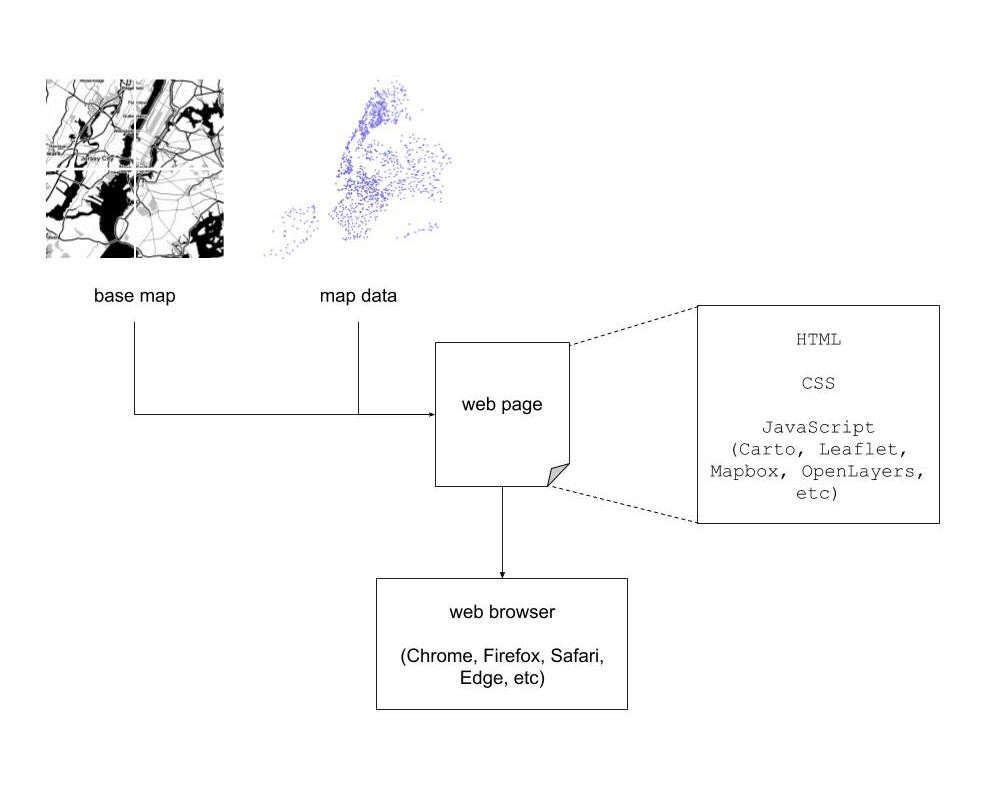 Jersey City
base map
map data
web page
HTML
CSS
JavaScript
(Carto, Leaflet,
Mapbox, OpenLayers,
etc)
web browser
(Chrome, Firefox, Safari,
Edge, etc)